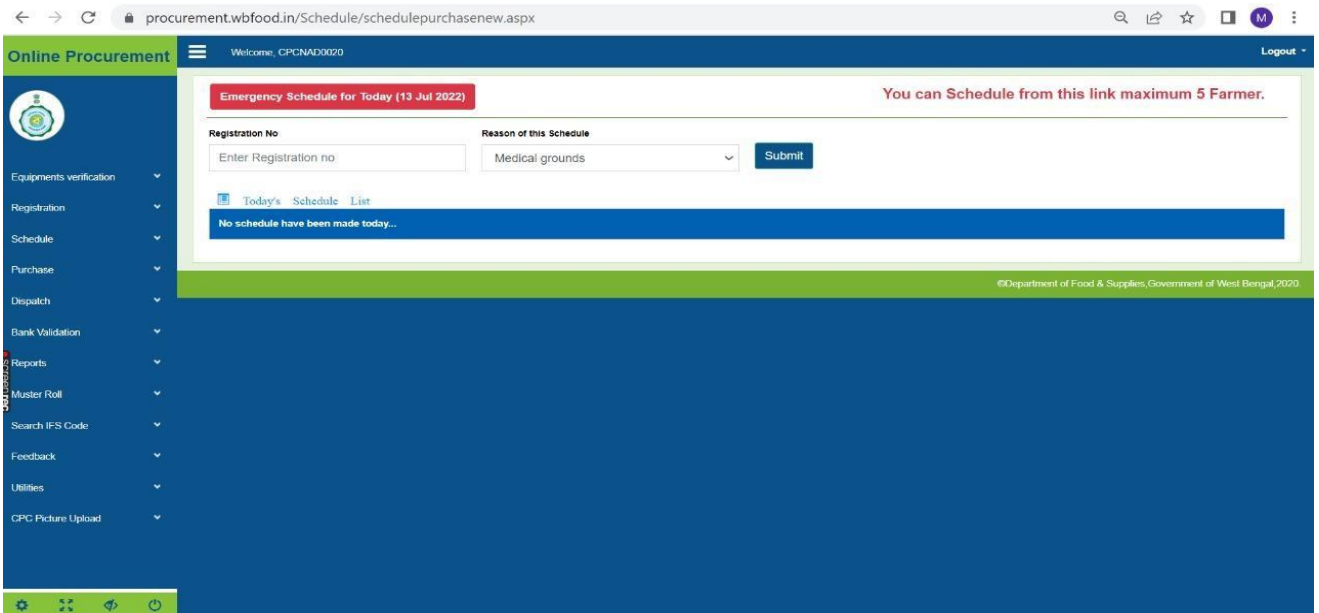 procurement.wbfood.in/Schedule/schedulepurchasenew.aspx
M
Online Procurement
Welcome, CPCNAD0020
Logout
Emergency Schedule for Today (13 Jul 2022)
You can Schedule from this link maximum 5 Farmer.
Registration No
Reason of this Schedule
Enter Registration no
Medical grounds
Submit
Today's Schedule List
No schedule have been made today...
Equipments verification
Registration
Schedule
Purchase
Dispatch
Bank Validation
Reports
Muster Roll
Search IFS Code
Feedback
Utilities
CPC Picture Upload
©Department of Food & Supplies,Government of West Bengal,2020.